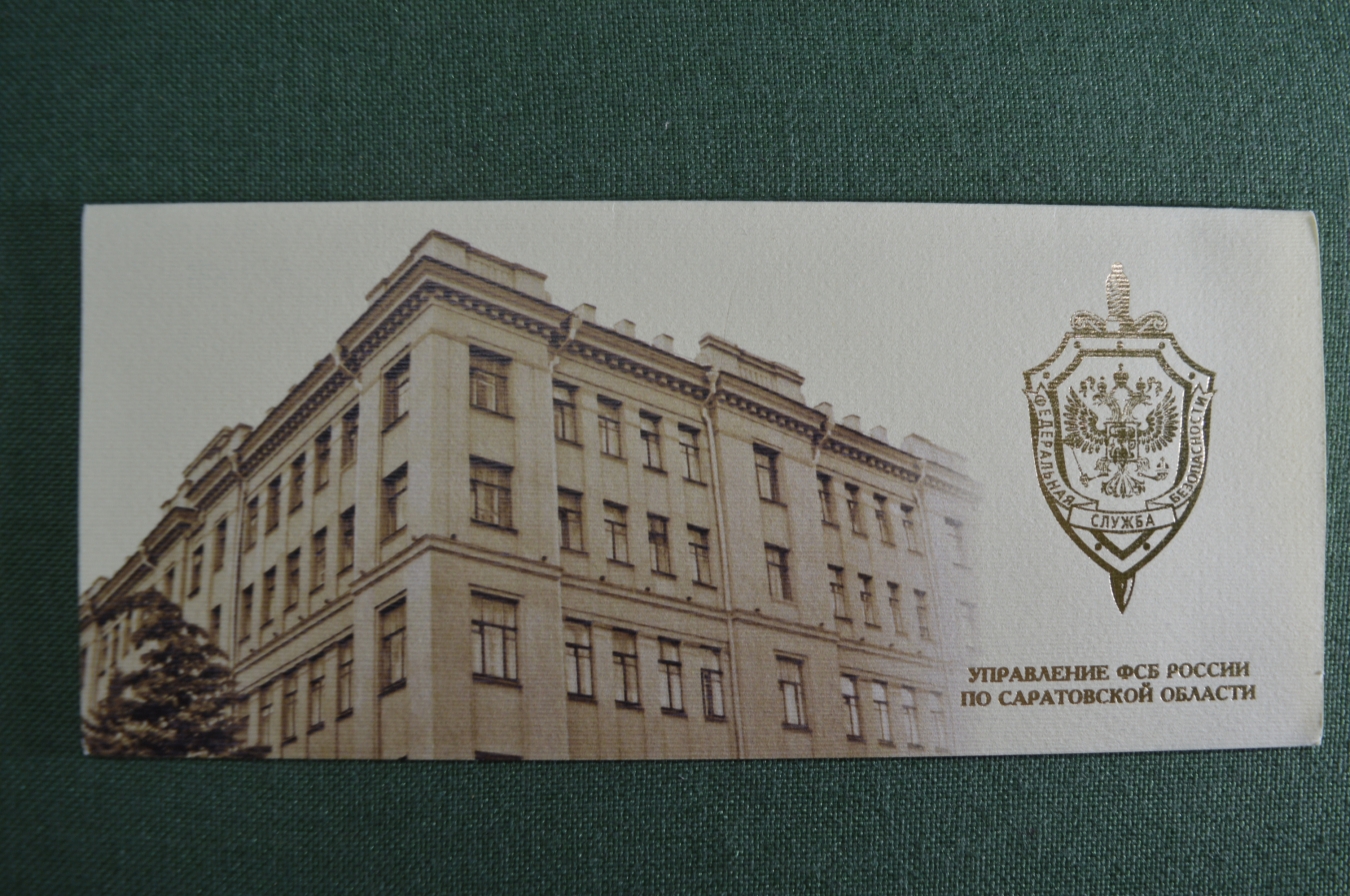 ФЕДЕРАЛЬНАЯ
СЛУЖБА
БЕЗОПАСНОСТИ
УПРАВЛЕНИЕ ФСБ РОССИИ
ПО САРАТОВСКОЙ ОБЛАСТИ